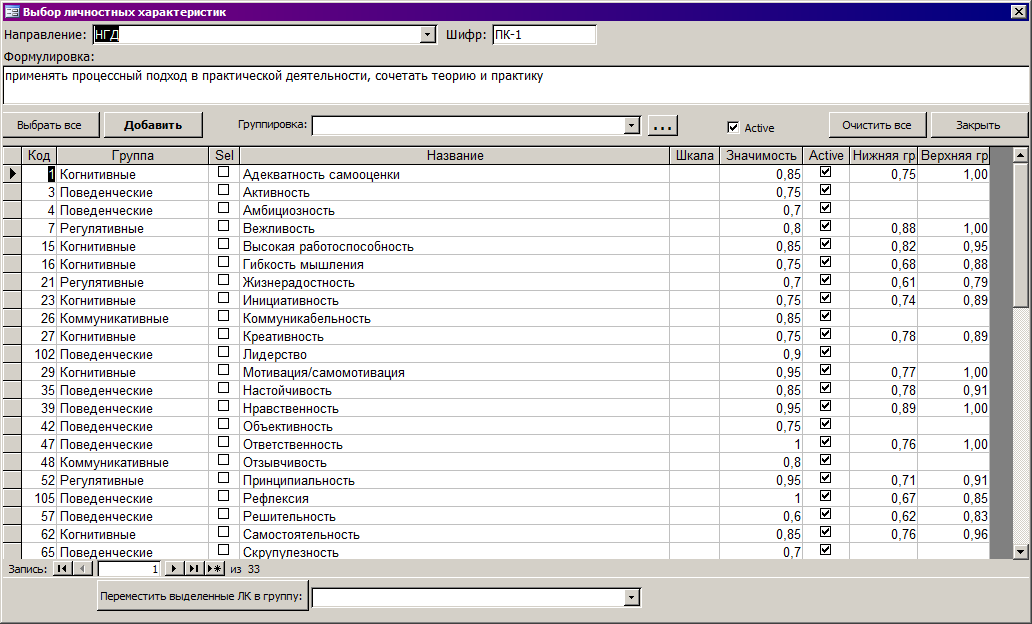 Выбор личностных характеристик
Направление: НГД Шифр: ПК-1
Формулировка:
применять процессный подход в практической деятельности, сочетать теорию и практику
Выбрать все Добавить Группировка: ... Active Очистить все Закрыть
Код Группа Sel Название Шкала Значимость Active Нижняя гр Верхняя гр
1 Когнитивные Адекватность самооценки 0,85 0,75 1,00
3 Поведенческие Активность 0,75
4 Поведенческие Амбициозность 0,7
7 Регулятивные Вежливость 0,8 0,88 1,00
15 Когнитивные Высокая работоспособность 0,85 0,82 0,95
16 Когнитивные Гибкость мышления 0,75 0,68 0,88
21 Регулятивные Жизнерадостность 0,7 0,61 0,79
23 Когнитивные Инициативность 0,75 0,74 0,89
26 Коммуникативные Коммуникабельность 0,85
27 Когнитивные Креативность 0,75 0,78 0,89
102 Поведенческие Лидерство 0,9
29 Когнитивные Мотивация/самомотивация 0,95 0,77 1,00
35 Поведенческие Настойчивость 0,85 0,78 0,91
39 Поведенческие Нравственность 0,95 0,89 1,00
42 Поведенческие Объективность 0,75
47 Поведенческие Ответственность 1 0,76 1,00
48 Коммуникативные Отзывчивость 0,8
52 Регулятивные Принципиальность 0,95 0,71 0,91
105 Поведенческие Рефлексия 1 0,67 0,85
57 Поведенческие Решительность 0,6 0,62 0,83
62 Когнитивные Самостоятельность 0,85 0,76 0,96
65 Поведенческие Скрупулезность 0,7
Запись: 1 из 33
Переместить выделенные ЛК в группу: